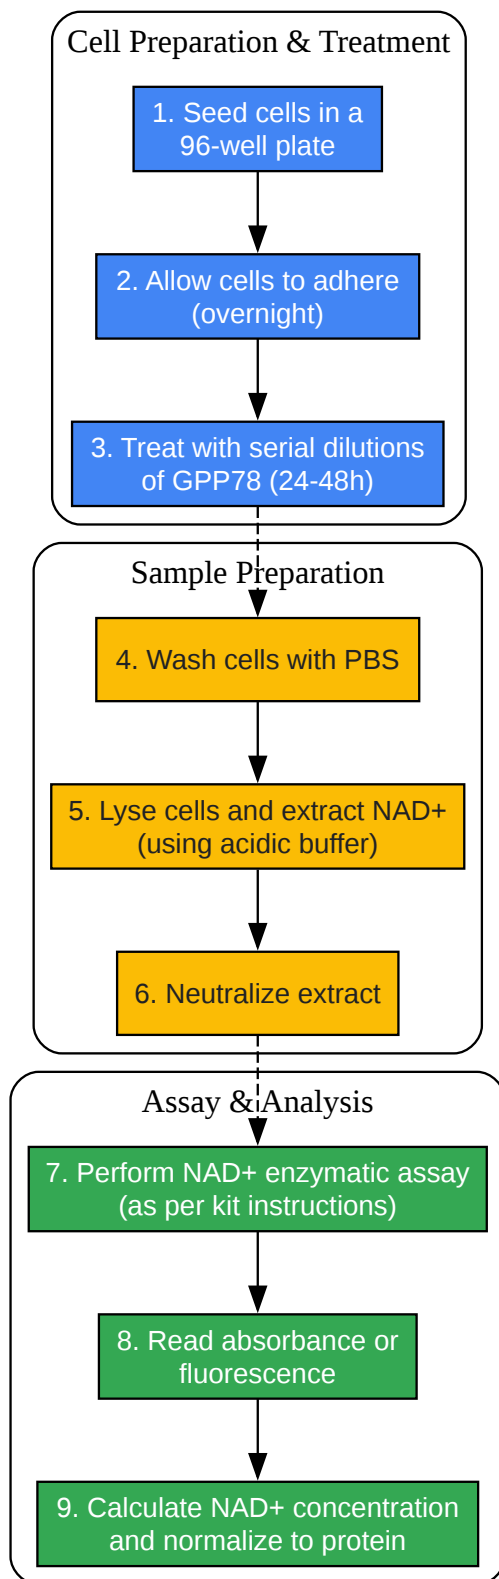 Cell Preparation & Treatment
1. Seed cells in a
96-well plate
2. Allow cells to adhere
(overnight)
3. Treat with serial dilutions
of GPP78 (24-48h)
Sample Preparation
4. Wash cells with PBS
5. Lyse cells and extract NAD+
(using acidic buffer)
6. Neutralize extract
Assay & Analysis
7. Perform NAD+ enzymatic assay
(as per kit instructions)
8. Read absorbance or
fluorescence
9. Calculate NAD+ concentration
and normalize to protein